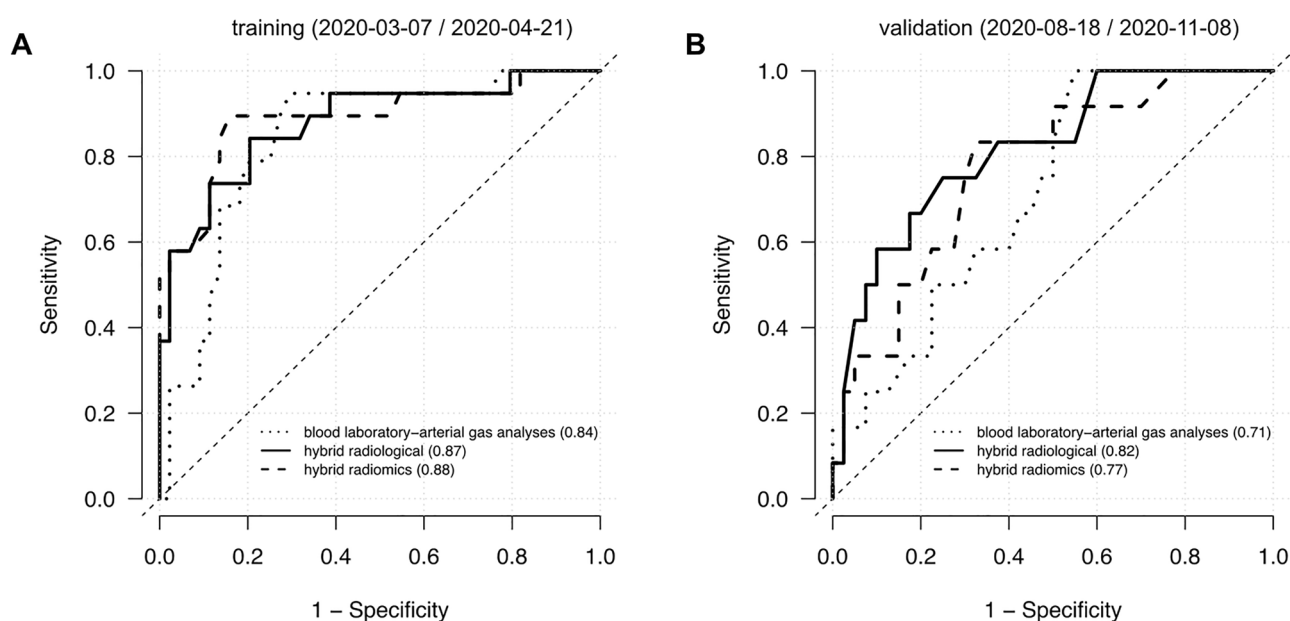 A
training (2020-03-07 / 2020-04-21)
1.0
0.8
0.6
0.4
0.2
0.0
Sensitivity
blood laboratory–arterial gas analyses (0.84)
hybrid radiological (0.87)
hybrid radiomics (0.88)
0.0 0.2 0.4 0.6 0.8 1.0
1 – Specificity
B
validation (2020-08-18 / 2020-11-08)
1.0
0.8
0.6
0.4
0.2
0.0
Sensitivity
blood laboratory–arterial gas analyses (0.71)
hybrid radiological (0.82)
hybrid radiomics (0.77)
0.0 0.2 0.4 0.6 0.8 1.0
1 – Specificity